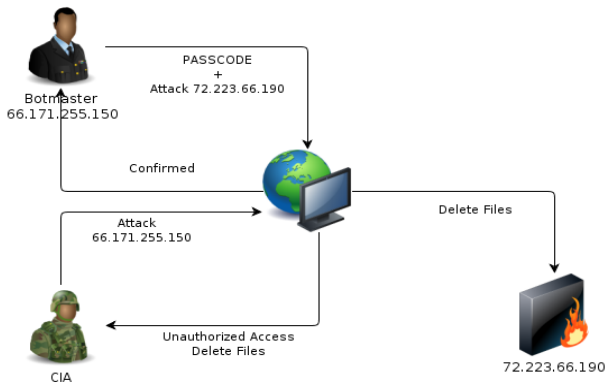 PASSCODE
+
Attack 72.223.66.190
Botmaster
66.171.255.150
Confirmed
Attack
66.171.255.150
Delete Files
Unauthorized Access
Delete Files
72.223.66.190
CIA